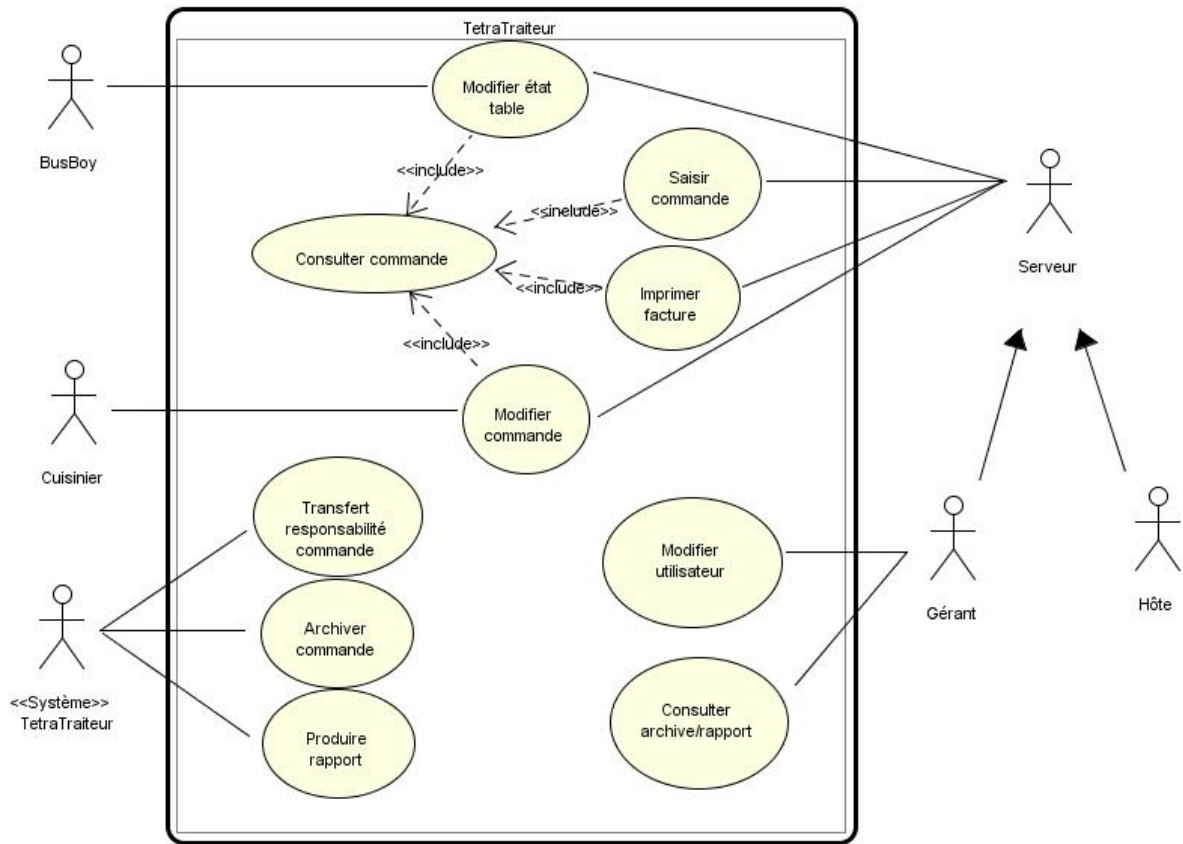 TetraTraiteur
Modifier état
table
BusBoy
<<include>>
Saisir
commande
<<include>>
Consulter commande
Serveur
<<include>>
Imprimer
facture
<<include>>
Modifier
commande
Cuisinier
Transfert
responsabilité
commande
Modifier
utilisateur
Gérant
Hôte
Archiver
commande
<<Système>>
TetraTraiteur
Consulter
archive/rapport
Produire
rapport